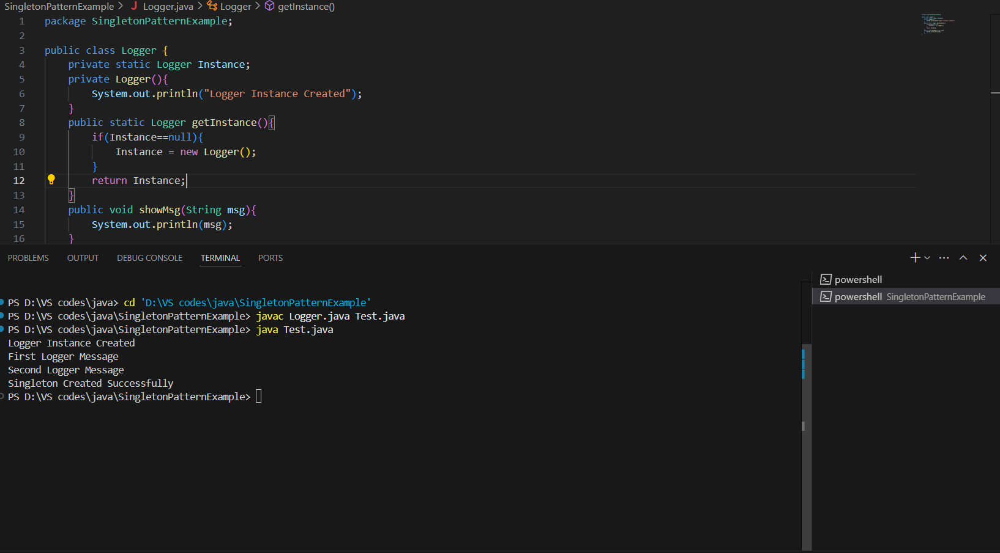 SingletonPatternExample > J Logger.java > Logger > getInstance()
1 package SingletonPatternExample;
2
3 public class Logger {
4 private static Logger Instance;
5 private Logger(){
6 System.out.println("Logger Instance Created");
7 }
8 public static Logger getInstance(){
9 if(Instance==null){
10 Instance = new Logger();
11 }
12 return Instance;
13 }
14 public void showMsg(String msg){
15 System.out.println(msg);
16 }
PROBLEMS OUTPUT DEBUG CONSOLE TERMINAL PORTS
powershell
powershell SingletonPatternExample
PS D:\VS codes\java> cd 'D:\VS codes\java\SingletonPatternExample'
PS D:\VS codes\java\SingletonPatternExample> javac Logger.java Test.java
PS D:\VS codes\java\SingletonPatternExample> java Test.java
Logger Instance Created
First Logger Message
Second Logger Message
Singleton Created Successfully
PS D:\VS codes\java\SingletonPatternExample>